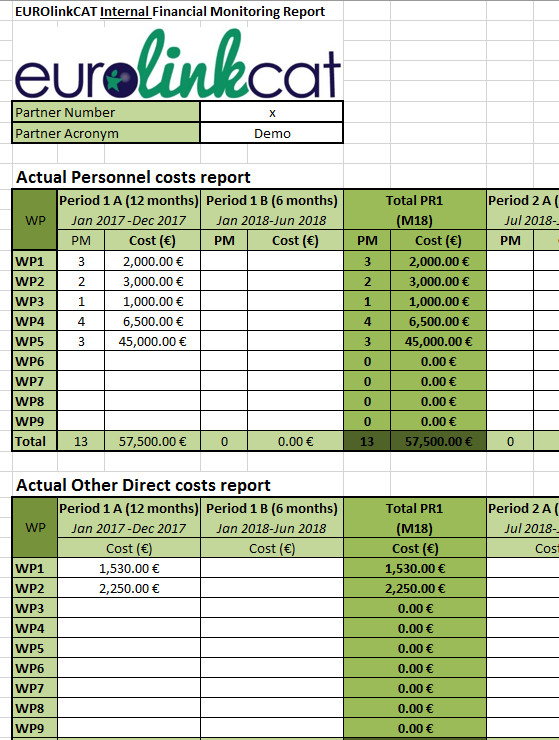 EUROlinkCAT Internal Financial Monitoring Report
eurolinkcat
Partner Number x
Partner Acronym Demo
Actual Personnel costs report
WP Period 1 A (12 months) Period 1 B (6 months) Total PR1 Period 2 A (
Jan 2017 -Dec 2017 Jan 2018-Jun 2018 (M18) Jul 2018-
PM Cost (€) PM Cost (€) PM Cost (€) PM
WP1 3 2,000.00 € 3 2,000.00 €
WP2 2 3,000.00 € 2 3,000.00 €
WP3 1 1,000.00 € 1 1,000.00 €
WP4 4 6,500.00 € 4 6,500.00 €
WP5 3 45,000.00 € 3 45,000.00 €
WP6 0 0.00 €
WP7 0 0.00 €
WP8 0 0.00 €
WP9 0 0.00 €
Total 13 57,500.00 € 0 0.00 € 13 57,500.00 € 0
Actual Other Direct costs report
WP Period 1 A (12 months) Period 1 B (6 months) Total PR1 Period 2 A (
Jan 2017 -Dec 2017 Jan 2018-Jun 2018 (M18) Jul 2018-
Cost (€) Cost (€) Cost (€) Cost
WP1 1,530.00 € 1,530.00 €
WP2 2,250.00 € 2,250.00 €
WP3 0.00 €
WP4 0.00 €
WP5 0.00 €
WP6 0.00 €
WP7 0.00 €
WP8 0.00 €
WP9 0.00 €